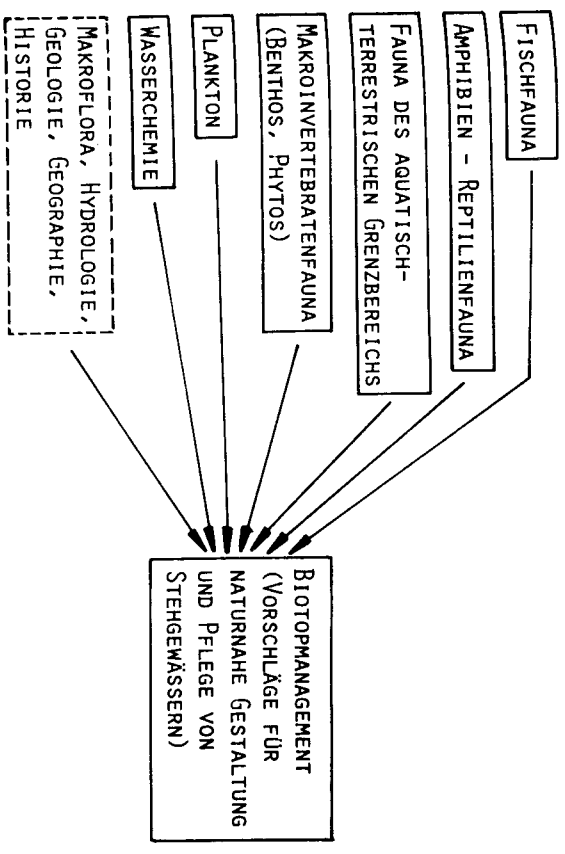 FISCHFAUNA
AMPHIBIEN - REPTILIENFAUNA
FAUNA DES AQUATISCH-
TERRESTRISCHEN GRENZBEREICHS
MAKROINVERTEBRATENFAUNA
(BENTHOS, PHYTOS)
PLANKTON
WASSERCHEMIE
MAKROFLORA, HYDROLOGIE,
GEOLOGIE, GEOGRAPHIE,
HISTORIE
BIOTOPMANAGEMENT
(VORSCHLÄGE FÜR
NATURNAHE GESTALTUNG
UND PFLEGE VON
STEHGEWÄSSERN)